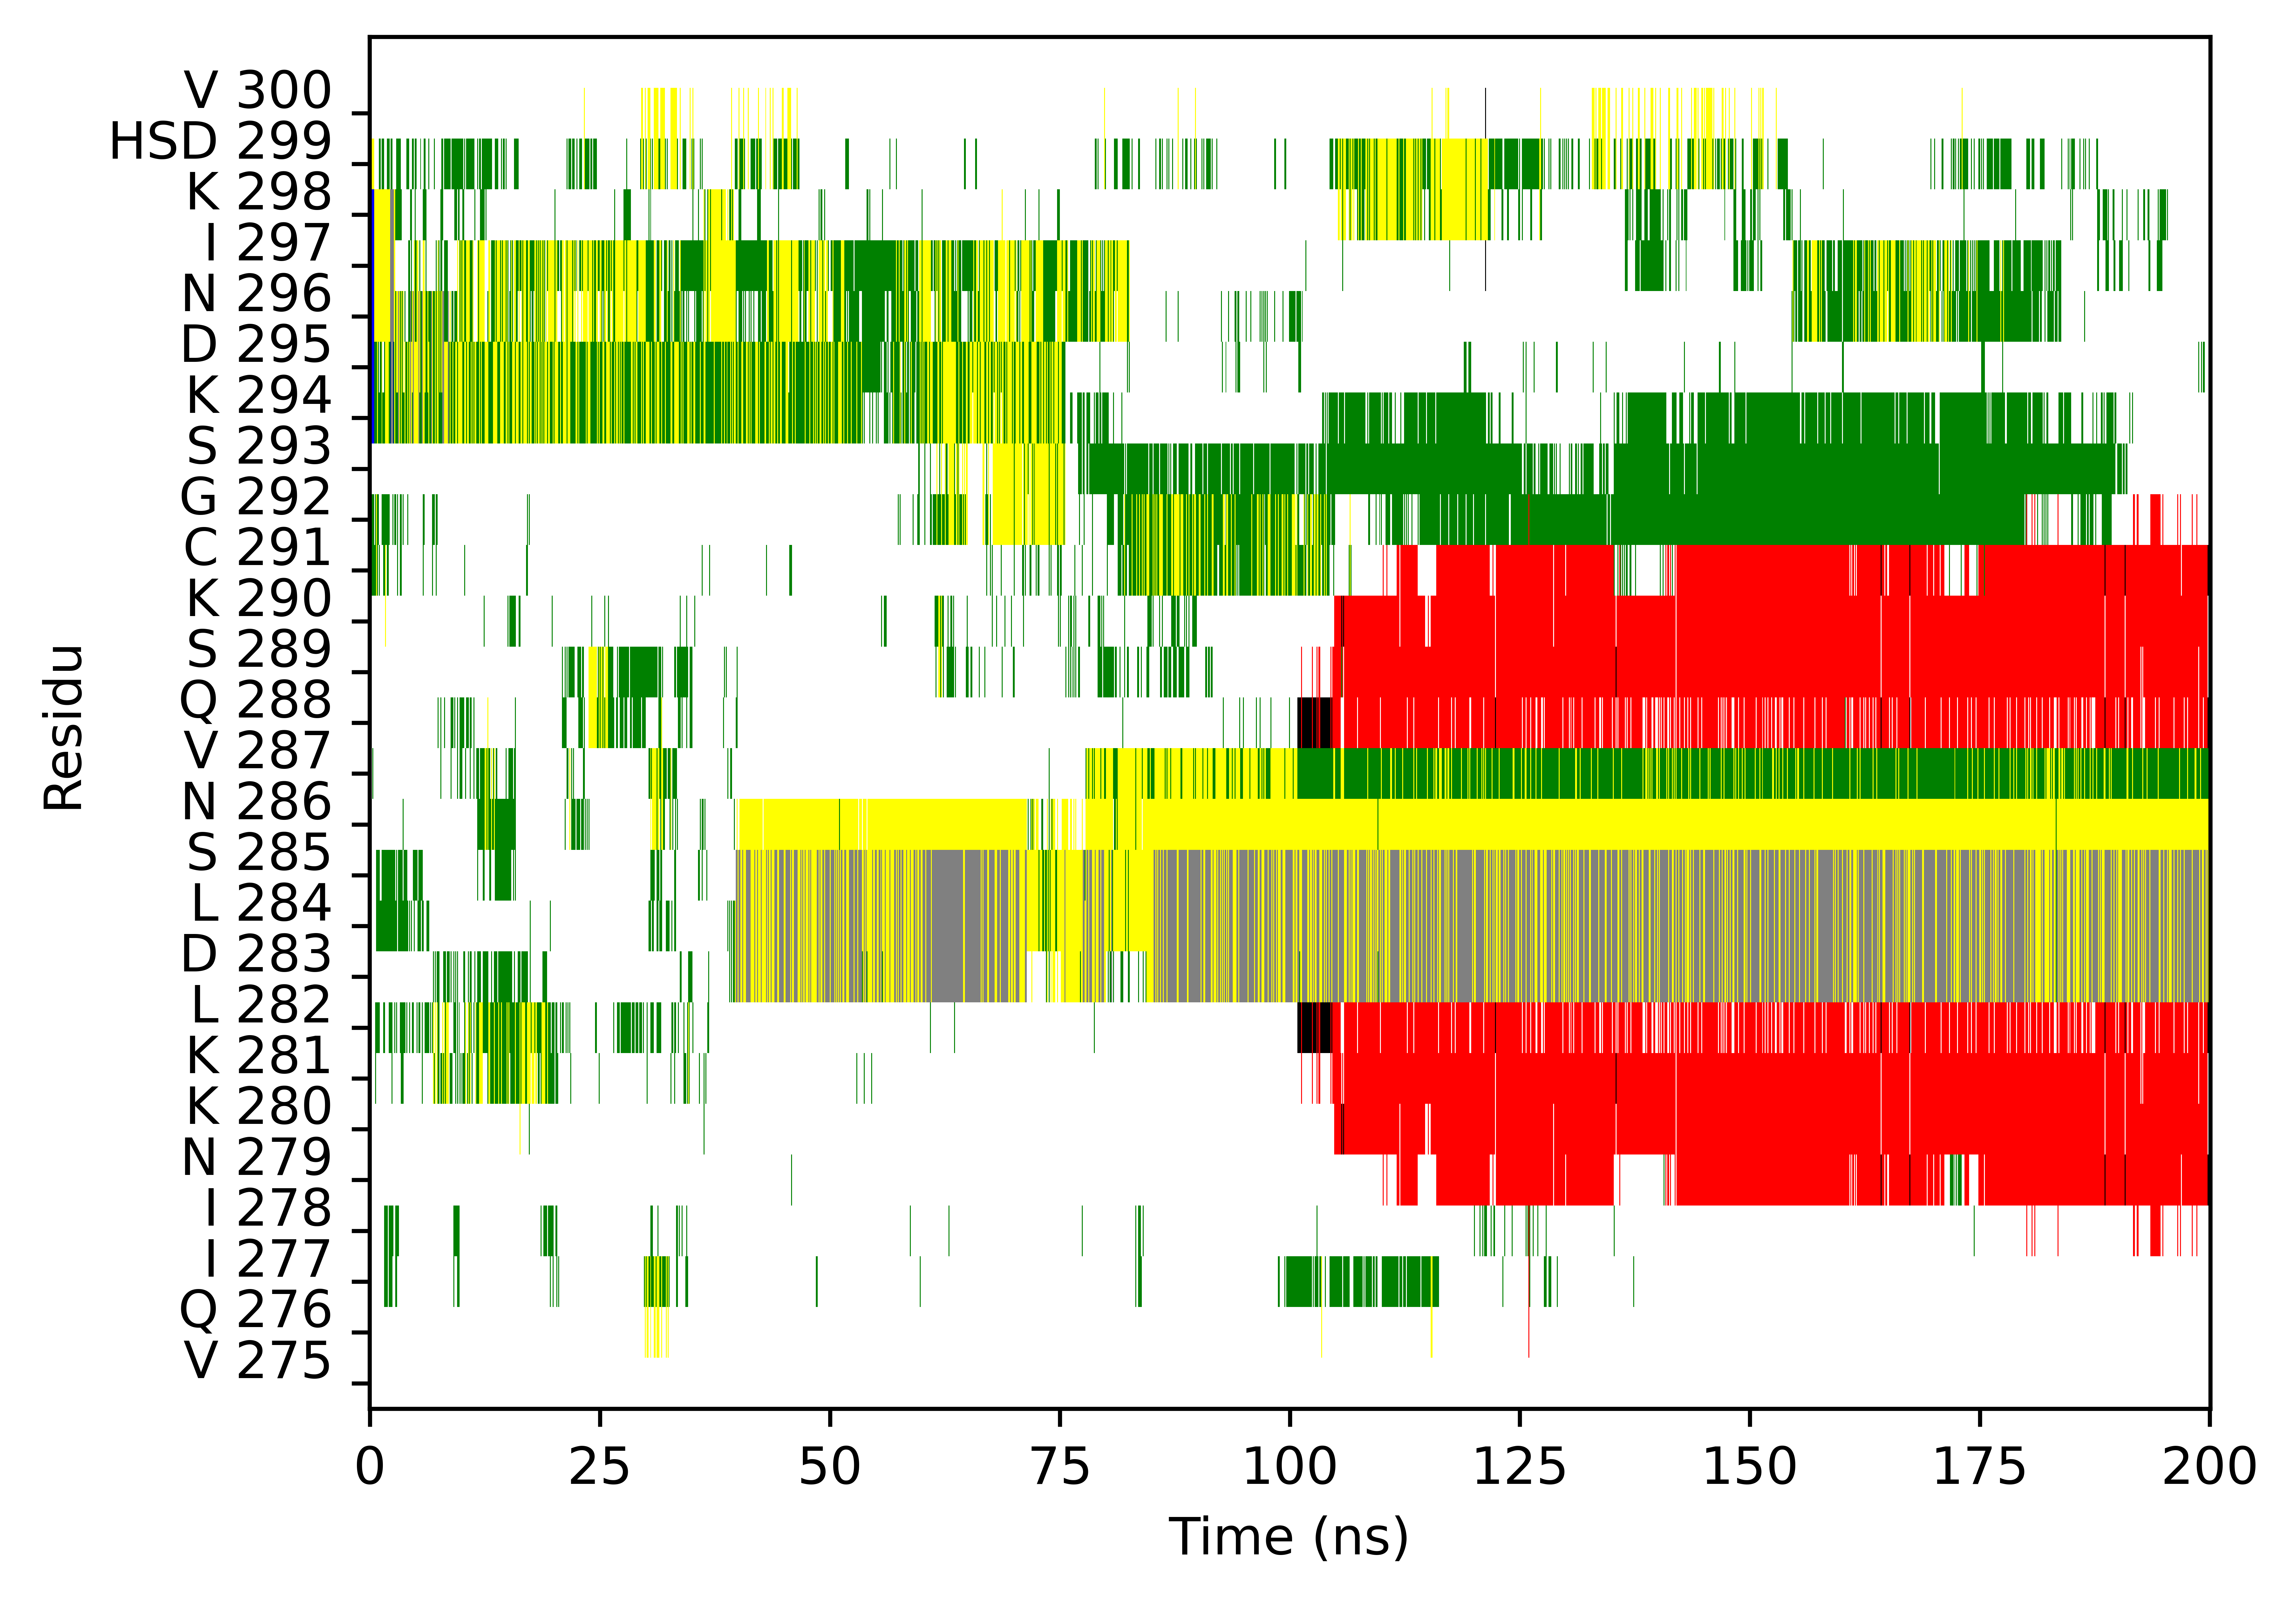 V 300
HSD 299
K 298
I 297
N 296
D 295
K 294
S 293
G 292
C 291
K 290
S 289
Q 288
V 287
N 286
S 285
L 284
D 283
L 282
K 281
K 280
N 279
I 278
I 277
Q 276
V 275
Residu
0 25 50 75 100 125 150 175 200
Time (ns)